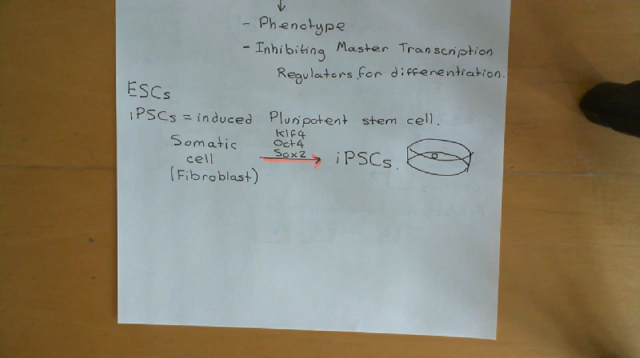 - Phenotype
- Inhibiting Master Transcription
Regulators for differentiation.
ESCs
iPSCs = induced Pluripotent stem cell.
Somatic
cell
(Fibroblast)
Klf4
Oct4
Sox2
iPSCs.